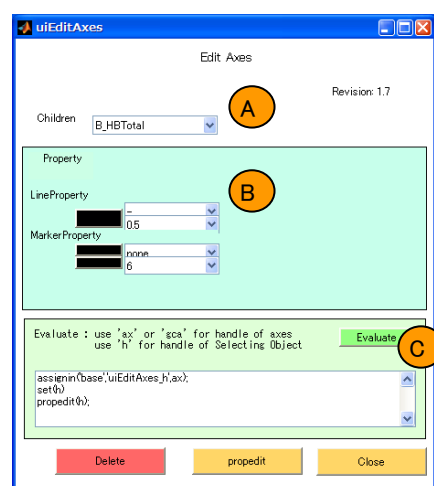 uiEditAxes
Edit Axes
Revision: 1.7
A
Children
B_HBTotal
Property
B
LineProperty
-
0.5
MarkerProperty
none
6
Evaluate : use 'ax' or 'gca' for handle of axes
use 'h' for handle of Selecting Object
Evaluate
C
assignin('base','uiEditAxes_h',ax);
set(h)
propedit(h);
Delete
propedit
Close